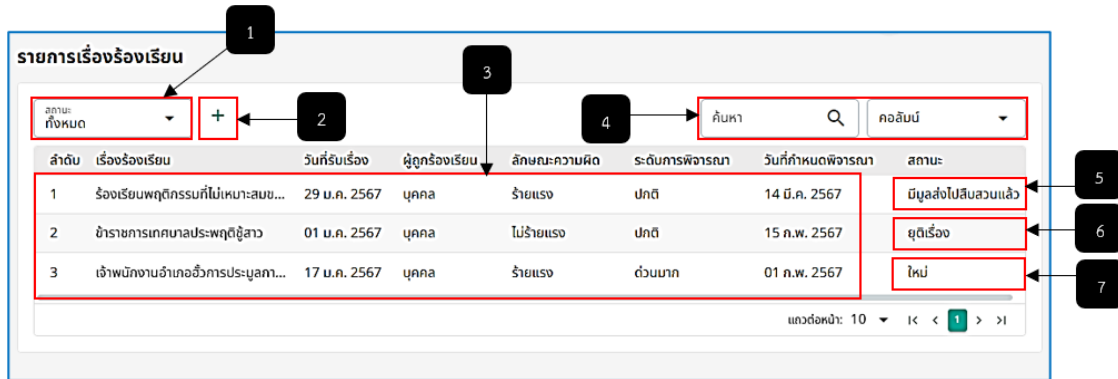 1
รายการเรื่องร้องเรียน
3
สถานะ
ทั้งหมด
+
2
4
ค้นหา
คอลัมน์
ลำดับ เรื่องร้องเรียน วันที่รับเรื่อง ผู้ถูกร้องเรียน ลักษณะความผิด ระดับการพิจารณา วันที่กำหนดพิจารณา สถานะ
1 ร้องเรียนพฤติกรรมที่ไม่เหมาะสมข... 29 ม.ค. 2567 บุคคล ร้ายแรง ปกติ 14 มี.ค. 2567 มีมูลส่งไปสืบสวนแล้ว
5
2 ข้าราชการเทศบาลประพฤติชู้สาว 01 ม.ค. 2567 บุคคล ไม่ร้ายแรง ปกติ 15 ก.พ. 2567 ยุติเรื่อง
6
3 เจ้าพนักงานอำเภอฮั้วการประมูลกา... 17 ม.ค. 2567 บุคคล ร้ายแรง ด่วนมาก 01 ก.พ. 2567 ใหม่
7
แถวต่อหน้า: 10 |< < 1 > >|